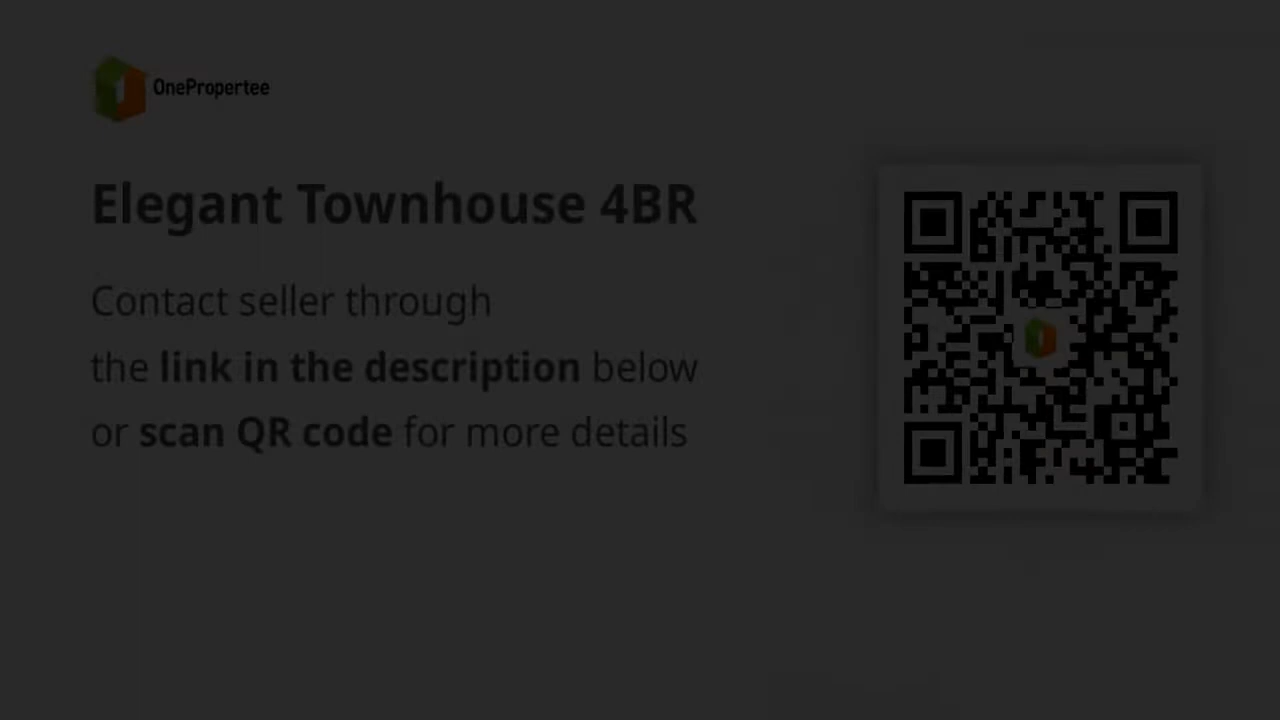 OnePropertee
Elegant Townhouse 4BR
Contact seller through
the link in the description below
or scan QR code for more details